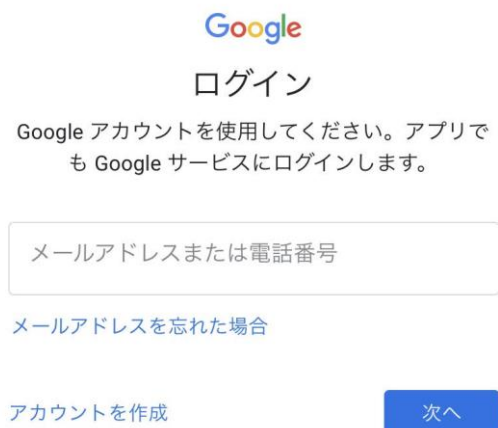 Google
ログイン
Google アカウントを使用してください。アプリで
も Google サービスにログインします。
メールアドレスまたは電話番号
メールアドレスを忘れた場合
アカウントを作成
次へ